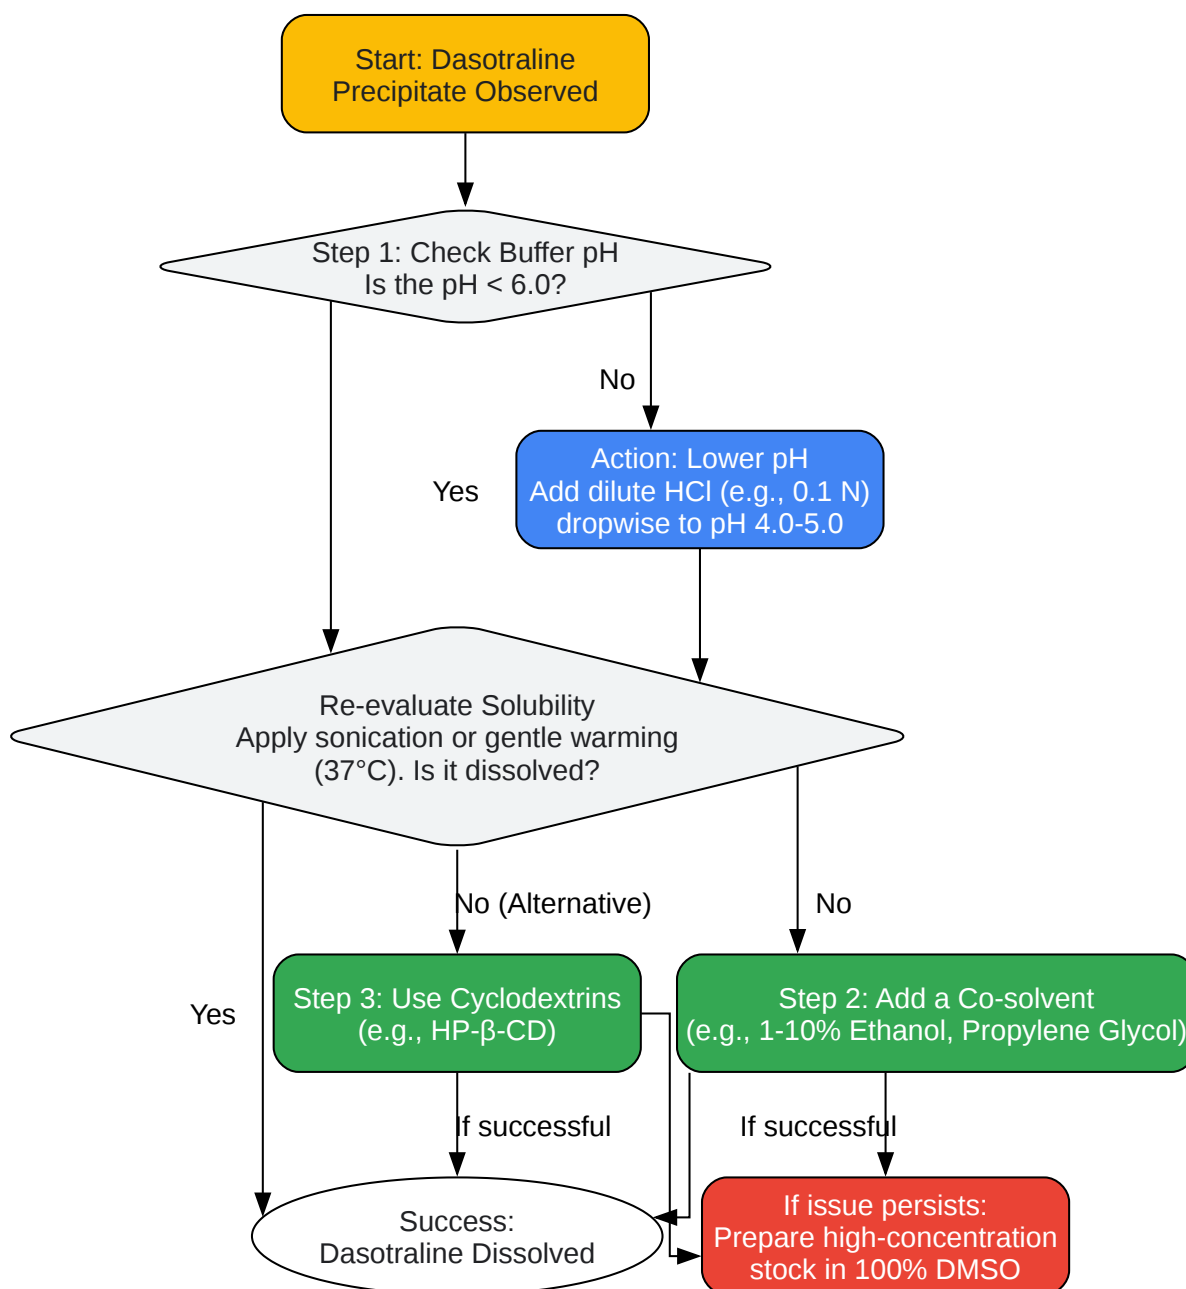 Start: Dasotraline
Precipitate Observed
Step 1: Check Buffer pH
Is the pH < 6.0?
No
Action: Lower pH
Add dilute HCl (e.g., 0.1 N)
dropwise to pH 4.0-5.0
Yes
Re-evaluate Solubility
Apply sonication or gentle warming
(37°C). Is it dissolved?
No (Alternative)
No
Step 3: Use Cyclodextrins
(e.g., HP-β-CD)
Step 2: Add a Co-solvent
(e.g., 1-10% Ethanol, Propylene Glycol)
Yes
If successful
If successful
Success:
Dasotraline Dissolved
If issue persists:
Prepare high-concentration
stock in 100% DMSO